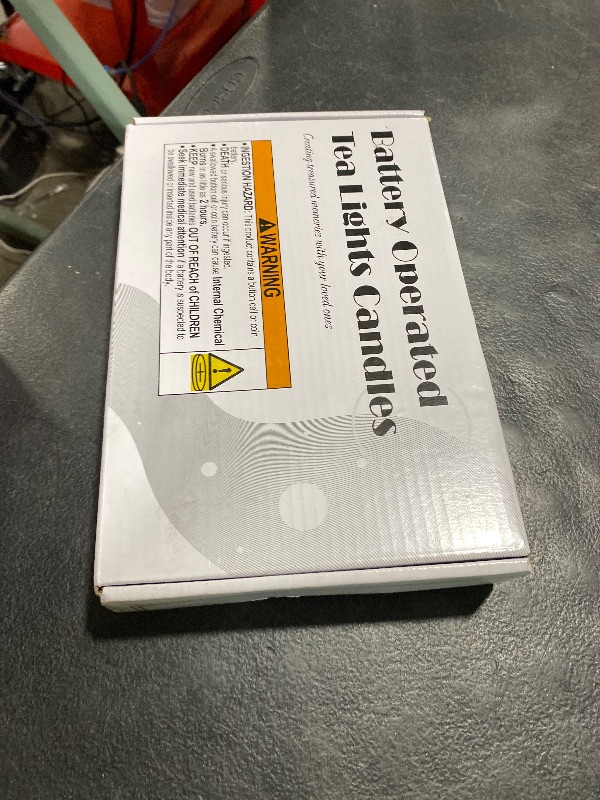 Battery Operated
Tea Lights Candles
Creating treasured memories with your loved ones
WARNING
• INGESTION HAZARD: This product contains a button cell or coin
battery.
• DEATH or serious injury can occur if ingested.
• A swallowed button cell or coin battery can cause Internal Chemical
Burns in as little as 2 hours.
• KEEP new and used batteries OUT OF REACH of CHILDREN
• Seek immediate medical attention if a battery is suspected to
be swallowed or inserted inside any part of the body.